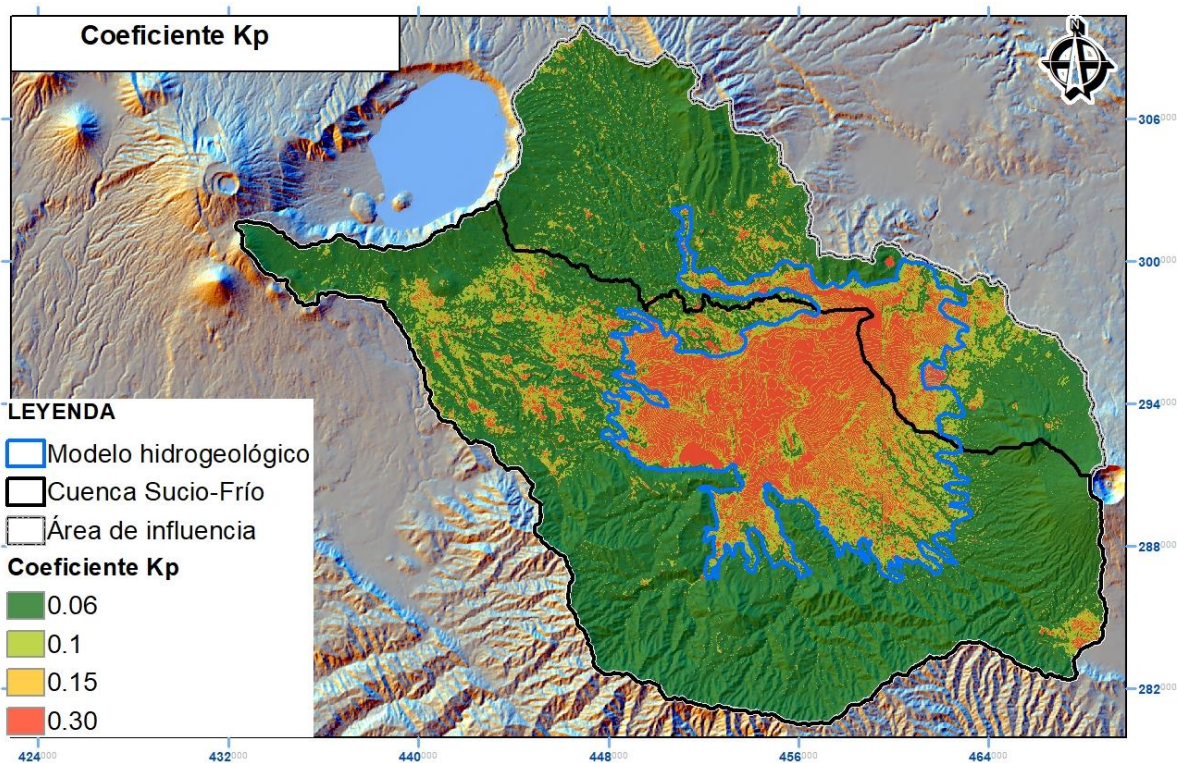 Coeficiente Kp
N
306000
300000
294000
288000
282000
LEYENDA
Modelo hidrogeológico
Cuenca Sucio-Frío
Área de influencia
Coeficiente Kp
0.06
0.1
0.15
0.30
424000
432000
440000
448000
456000
464000